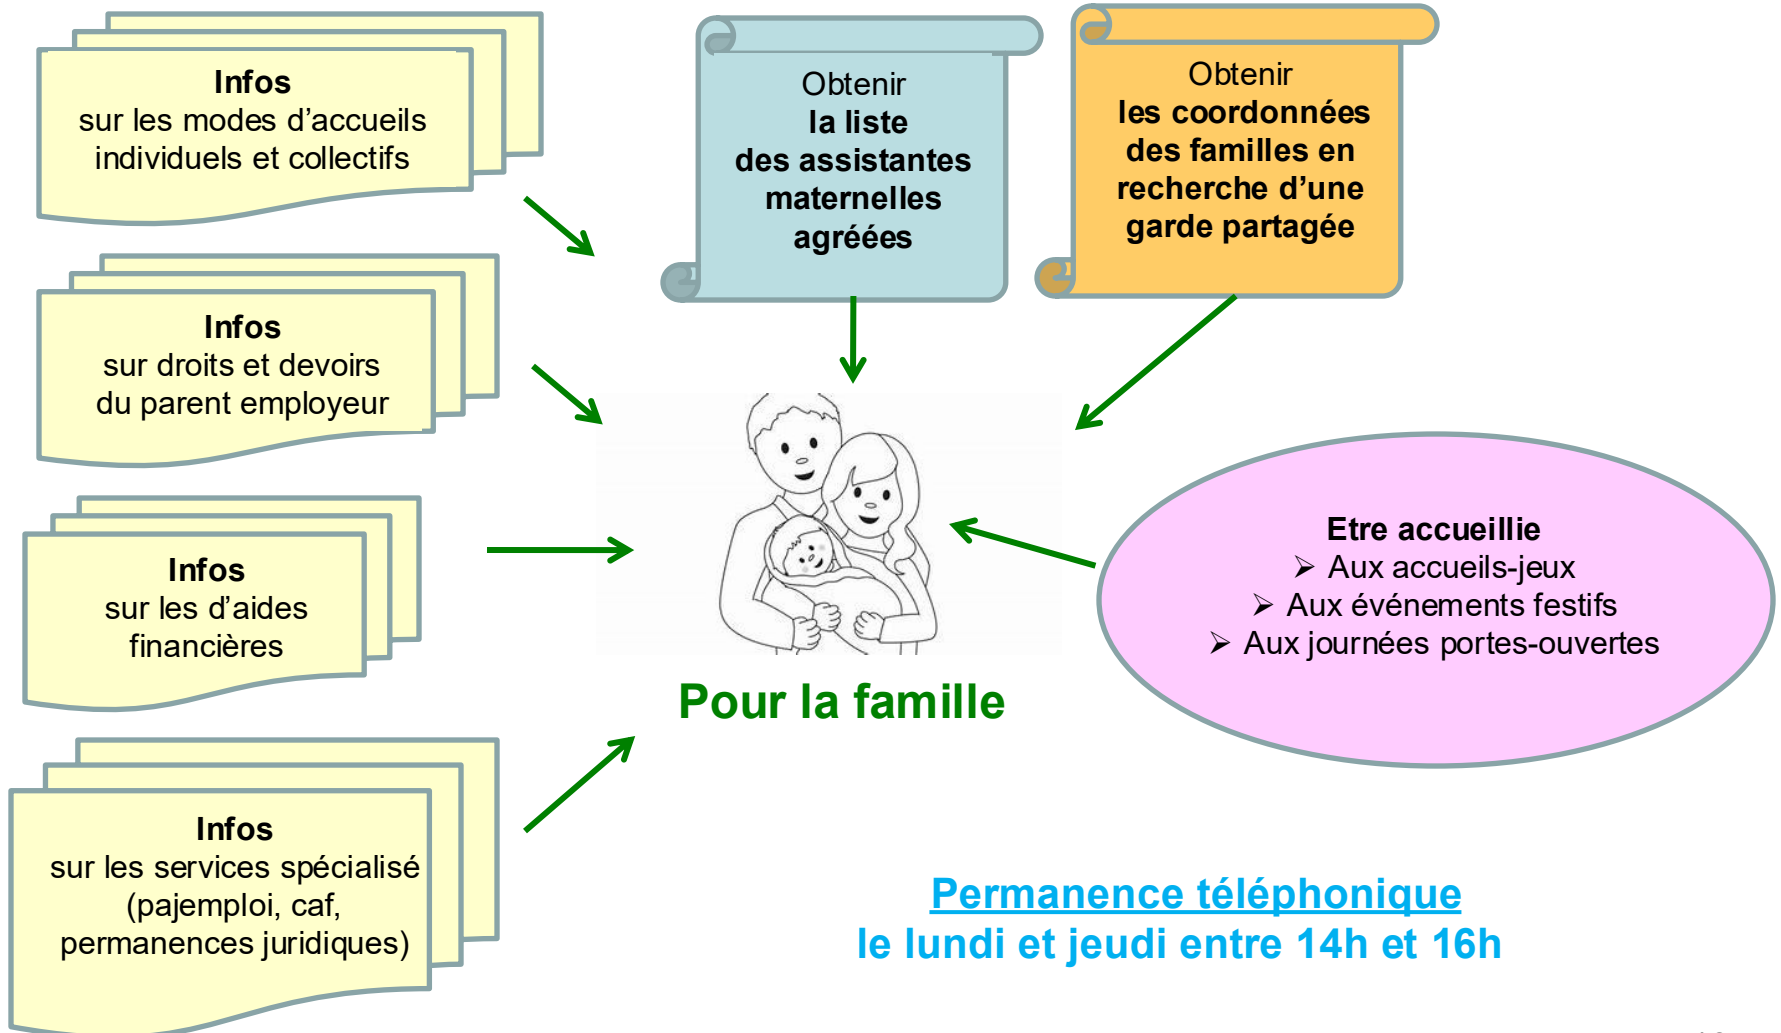 Infos
sur les modes d’accueils
individuels et collectifs
Obtenir
la liste
des assistantes
maternelles
agréées
Obtenir
les coordonnées
des familles en
recherche d’une
garde partagée
Infos
sur droits et devoirs
du parent employeur
Infos
sur les d’aides
financières
Etre accueillie
➢ Aux accueils-jeux
➢ Aux événements festifs
➢ Aux journées portes-ouvertes
Pour la famille
Infos
sur les services spécialisé
(pajemploi, caf,
permanences juridiques)
Permanence téléphonique
le lundi et jeudi entre 14h et 16h